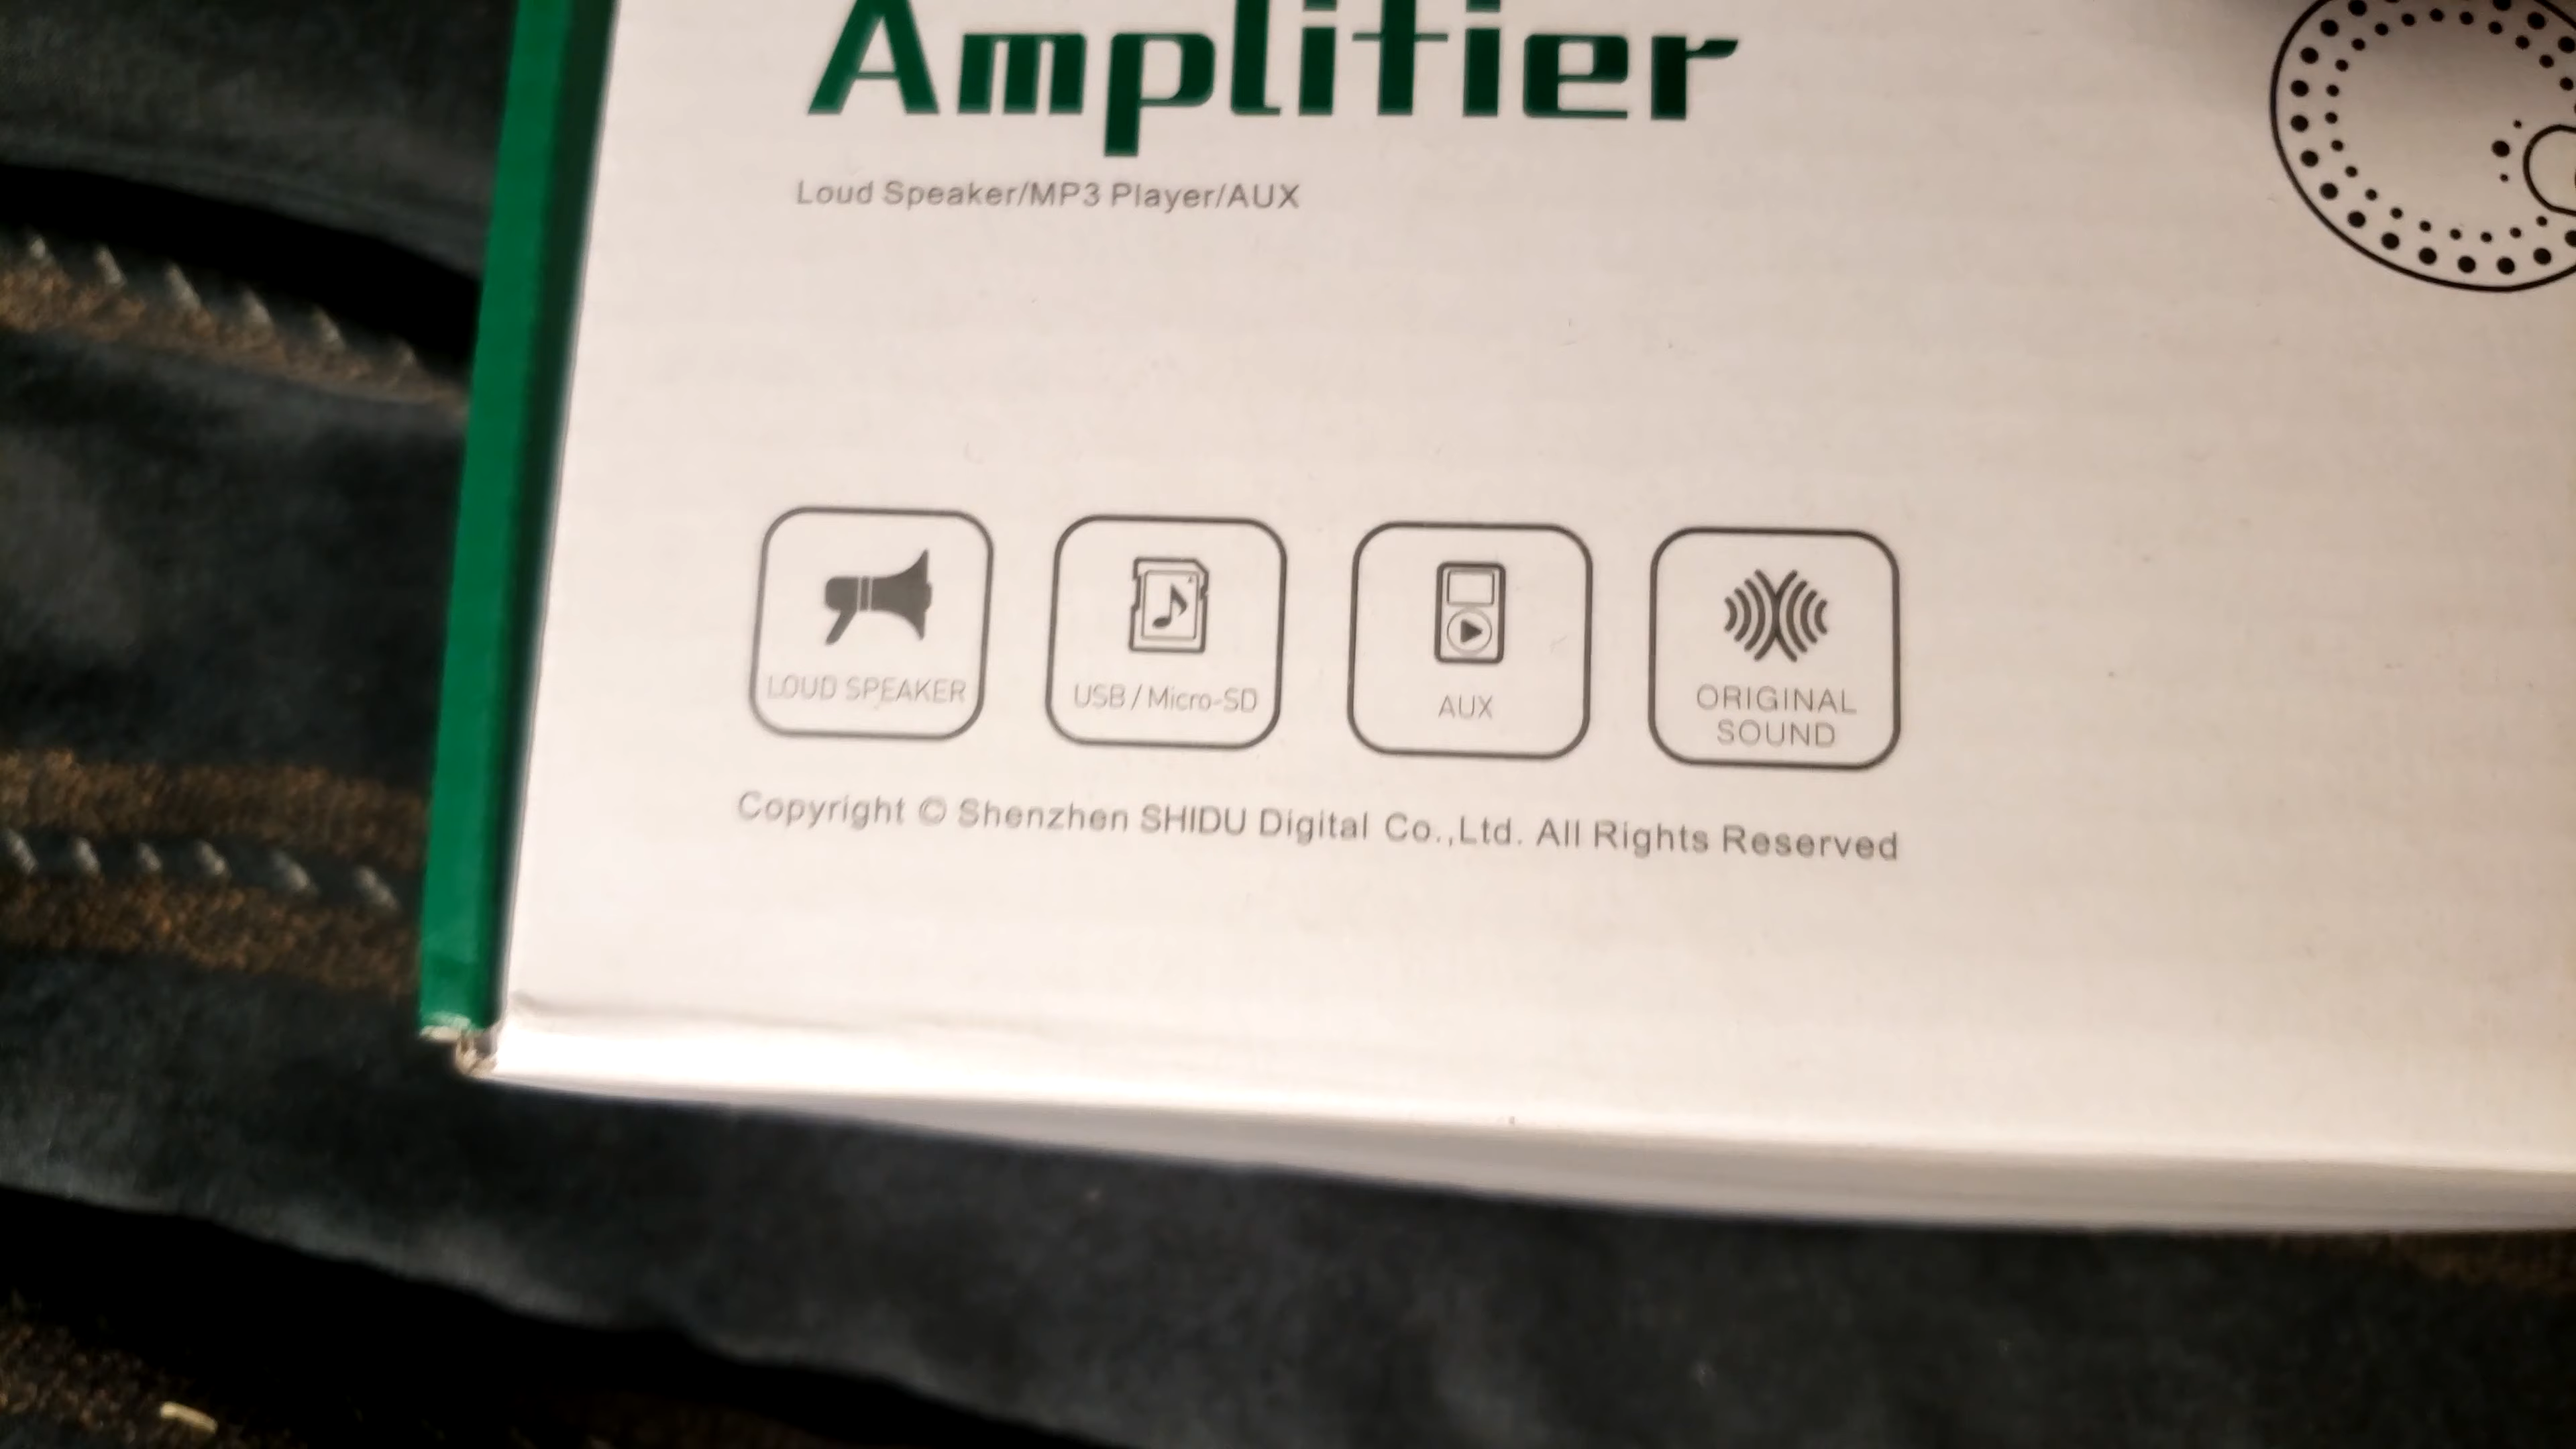 Amplifier
Loud Speaker/MP3 Player/AUX
LOUD SPEAKER
USB / Micro-SD
AUX
ORIGINAL
SOUND
Copyright © Shenzhen SHIDU Digital Co.,Ltd. All Rights Reserved